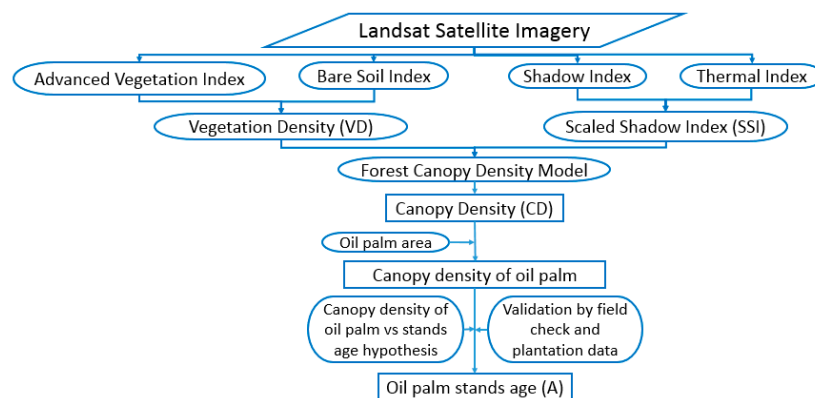 Landsat Satellite Imagery
Advanced Vegetation Index
Bare Soil Index
Shadow Index
Thermal Index
Vegetation Density (VD)
Scaled Shadow Index (SSI)
Forest Canopy Density Model
Canopy Density (CD)
Oil palm area
Canopy density of oil palm
Canopy density of
oil palm vs stands
age hypothesis
Validation by field
check and
plantation data
Oil palm stands age (A)